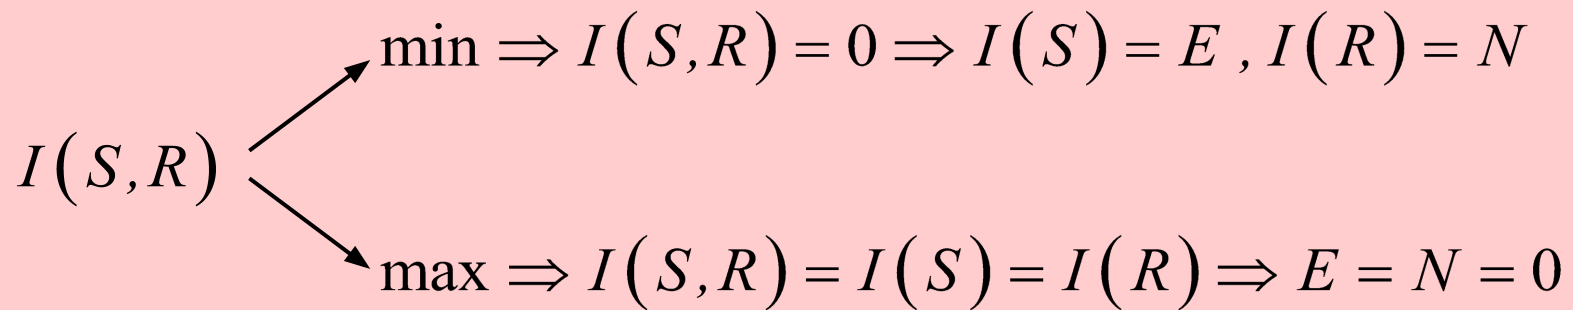 min ⇒ I(S,R) = 0 ⇒ I(S) = E , I(R) = N
I(S,R)
max ⇒ I(S,R) = I(S) = I(R) ⇒ E = N = 0